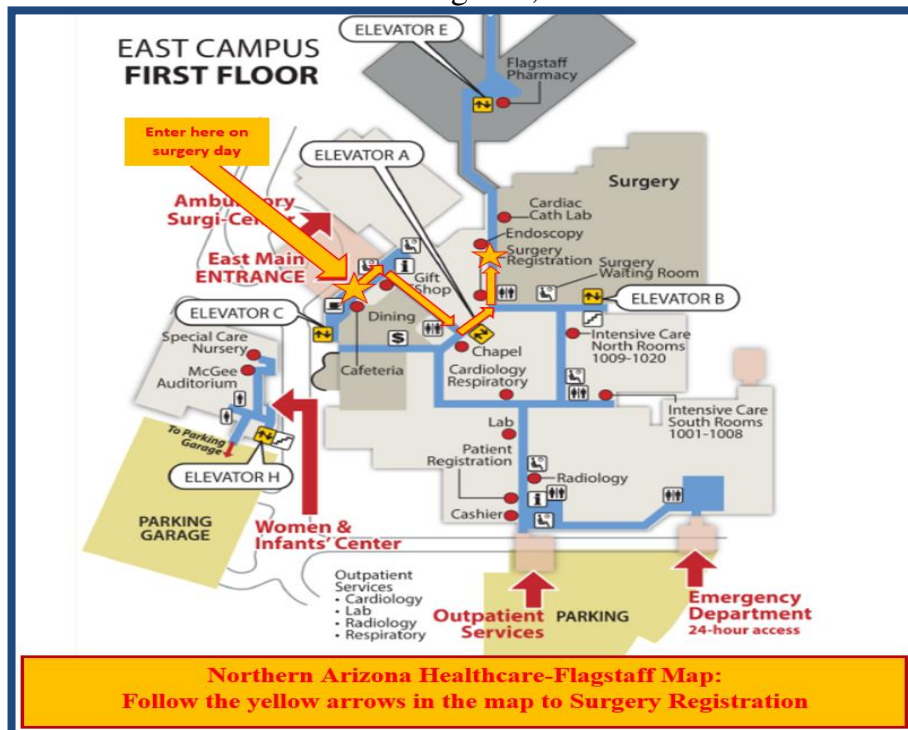 EAST CAMPUS
FIRST FLOOR
ELEVATOR E
Flagstaff
Pharmacy
Enter here on
surgery day
ELEVATOR A
Surgery
Ambulatory
Surgi-Center
Cardiac
Cath Lab
Endoscopy
Surgery
Registration
East Main
ENTRANCE
Surgery
Waiting Room
Gift
Shop
ELEVATOR B
ELEVATOR C
Dining
$
Special Care
Nursery
Chapel
Intensive Care
North Rooms
1009-1020
McGee
Auditorium
Cafeteria
Cardiology
Respiratory
Intensive Care
South Rooms
1001-1008
To Parking
Garage
Lab
Patient
Registration
Radiology
ELEVATOR H
Cashier
PARKING
GARAGE
Women &
Infants' Center
Outpatient
Services
• Cardiology
• Lab
• Radiology
• Respiratory
Outpatient
Services
PARKING
Emergency
Department
24-hour access
Northern Arizona Healthcare-Flagstaff Map:
Follow the yellow arrows in the map to Surgery Registration